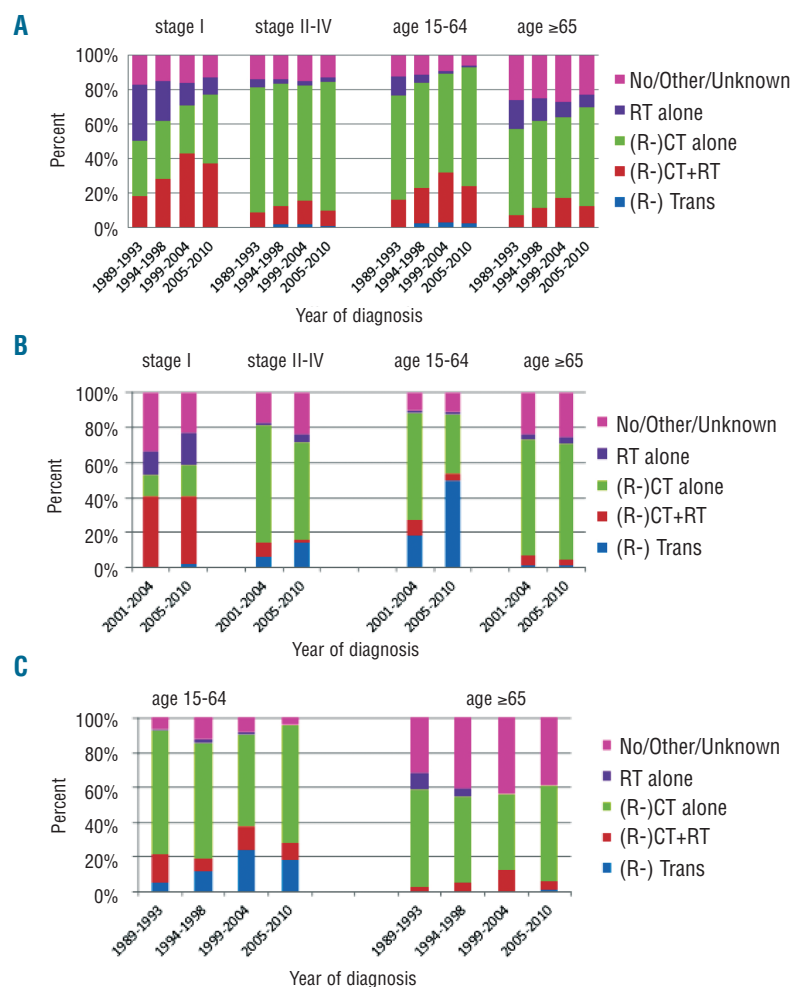 A
stage I
stage II-IV
age 15-64
age ≥65
100%
80%
60%
40%
20%
0%
Percent
No/Other/Unknown
RT alone
(R-)CT alone
(R-)CT+RT
(R-) Trans
1989-1993
1994-1998
1999-2004
2005-2010
1989-1993
1994-1998
1999-2004
2005-2010
1989-1993
1994-1998
1999-2004
2005-2010
1989-1993
1994-1998
1999-2004
2005-2010
Year of diagnosis
B
stage I
stage II-IV
age 15-64
age ≥65
100%
80%
60%
40%
20%
0%
Percent
No/Other/Unknown
RT alone
(R-)CT alone
(R-)CT+RT
(R-) Trans
2001-2004
2005-2010
2001-2004
2005-2010
2001-2004
2005-2010
2001-2004
2005-2010
Year of diagnosis
C
age 15-64
age ≥65
100%
80%
60%
40%
20%
0%
Percent
No/Other/Unknown
RT alone
(R-)CT alone
(R-)CT+RT
(R-) Trans
1989-1993
1994-1998
1999-2004
2005-2010
1989-1993
1994-1998
1999-2004
2005-2010
Year of diagnosis